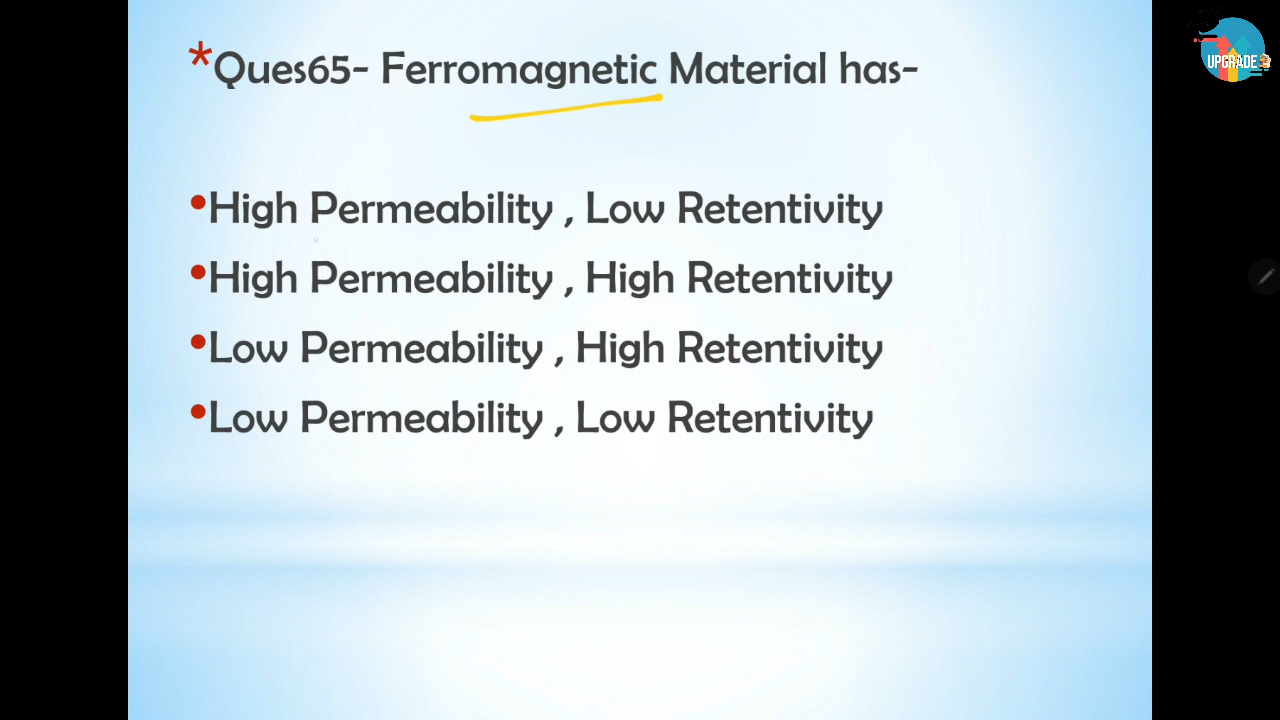 *Ques65- Ferromagnetic Material has-
UPGRADE
•High Permeability , Low Retentivity
•High Permeability , High Retentivity
•Low Permeability , High Retentivity
•Low Permeability , Low Retentivity